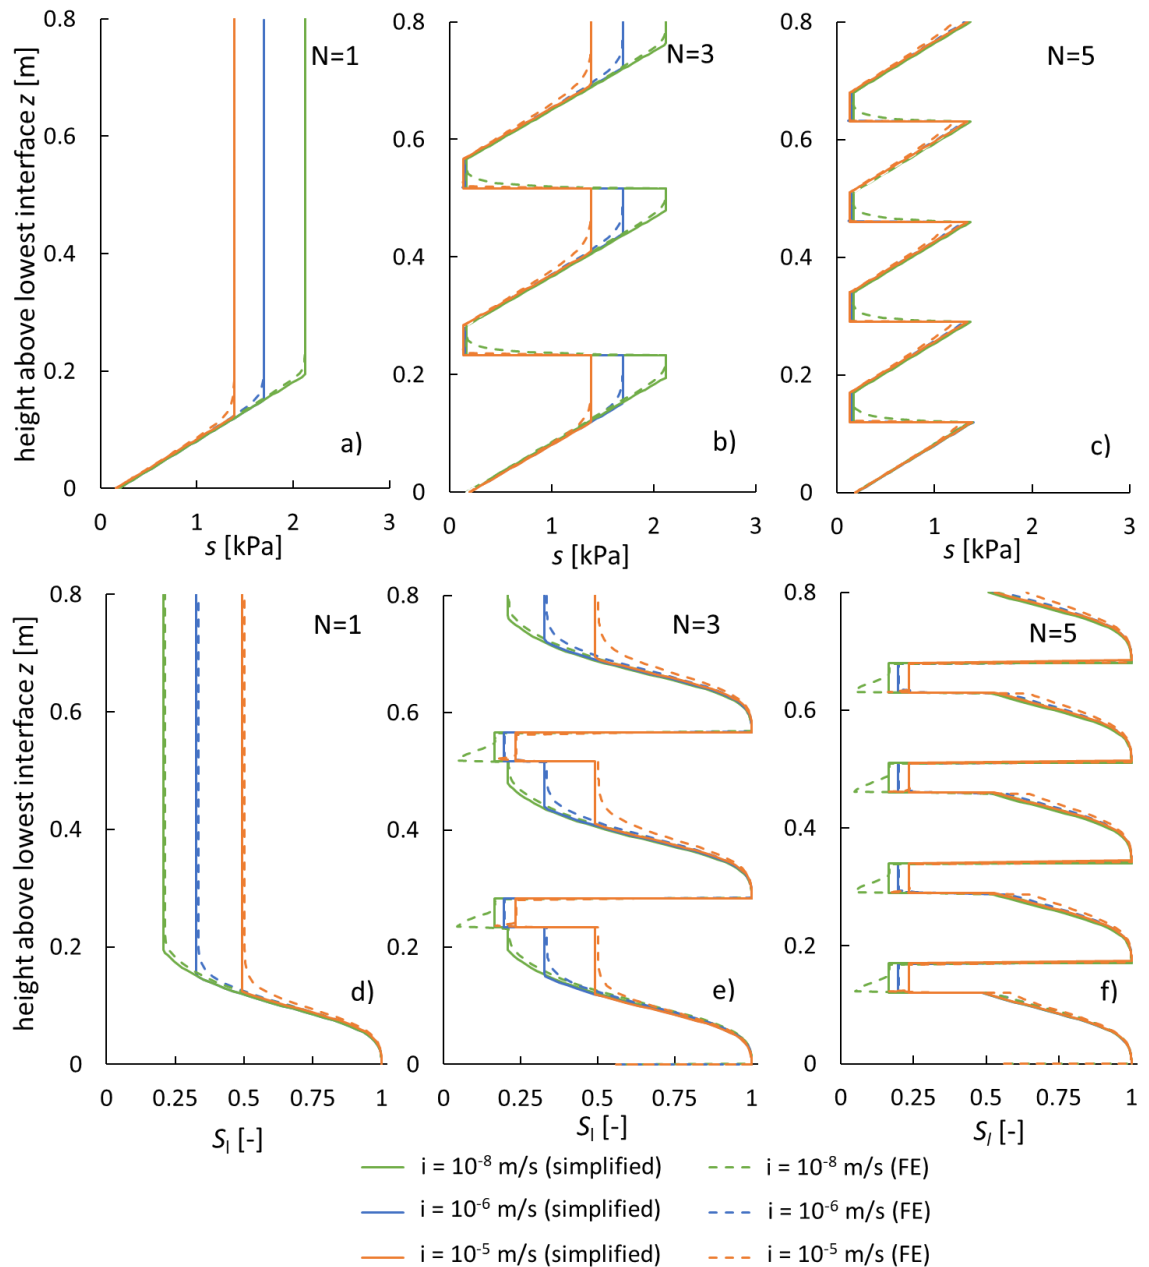 height above lowest interface z [m]
0.8
0.6
0.4
0.2
0
N=1
a)
0 1 2 3
s [kPa]
0.8
0.6
0.4
0.2
0
N=3
b)
0 1 2 3
s [kPa]
0.8
0.6
0.4
0.2
0
N=5
c)
0 1 2 3
s [kPa]
height above lowest interface z [m]
0.8
0.6
0.4
0.2
0
N=1
d)
0 0.25 0.5 0.75 1
Sl [-]
0.8
0.6
0.4
0.2
0
N=3
e)
0 0.25 0.5 0.75 1
Sl [-]
0.8
0.6
0.4
0.2
0
N=5
f)
0 0.25 0.5 0.75 1
Sl [-]
i = 10-8 m/s (simplified)
i = 10-8 m/s (FE)
i = 10-6 m/s (simplified)
i = 10-6 m/s (FE)
i = 10-5 m/s (simplified)
i = 10-5 m/s (FE)